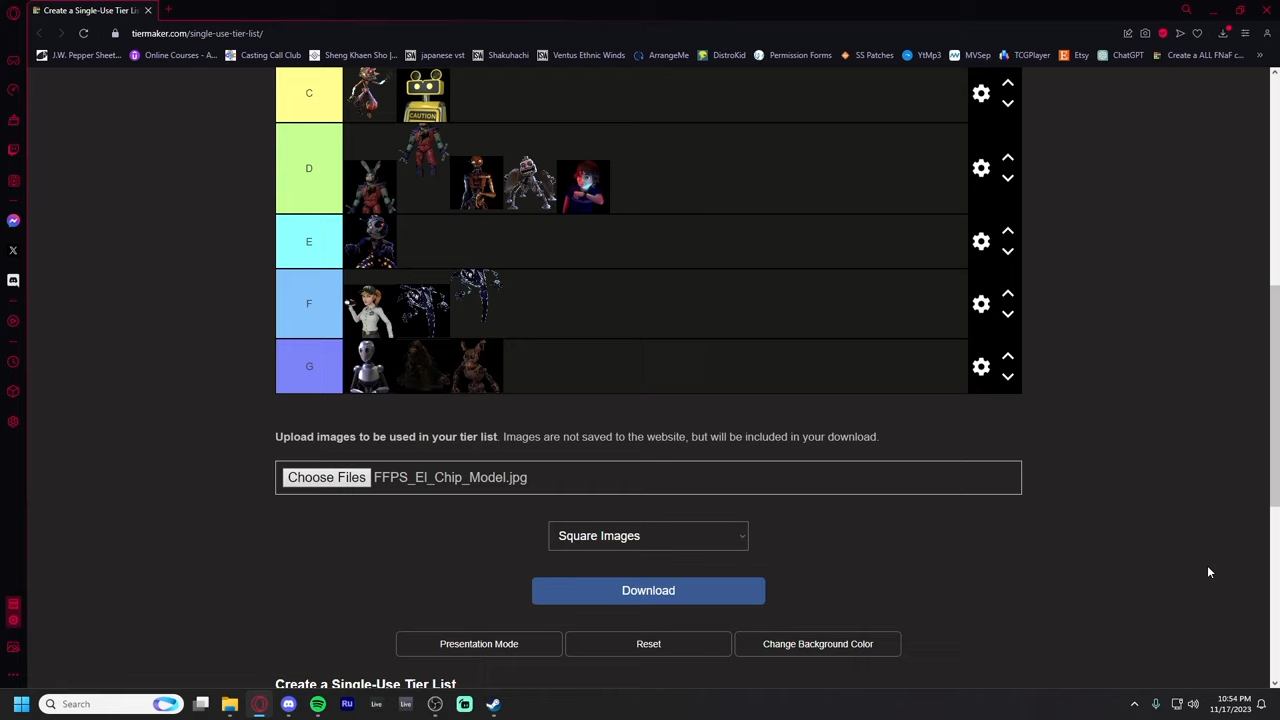 Create a Single-Use Tier Lis
tiermaker.com/single-use-tier-list/
J.W. Pepper Sheet...
Online Courses - A...
Casting Call Club
Sheng Khaen Sho |...
japanese vst
Shakuhachi
Ventus Ethnic Winds
ArrangeMe
DistroKid
Permission Forms
SS Patches
YtMp3
MVSep
TCGPlayer
Etsy
Create a ALL FNaF c...
C
CAUTION
D
E
F
G
Upload images to be used in your tier list. Images are not saved to the website, but will be included in your download.
Choose Files FFPS_El_Chip_Model.jpg
Square Images
Download
Presentation Mode
Reset
Change Background Color
Create a Single-Use Tier List
Search
Ru
Live
Live
10:54 PM
11/17/2023